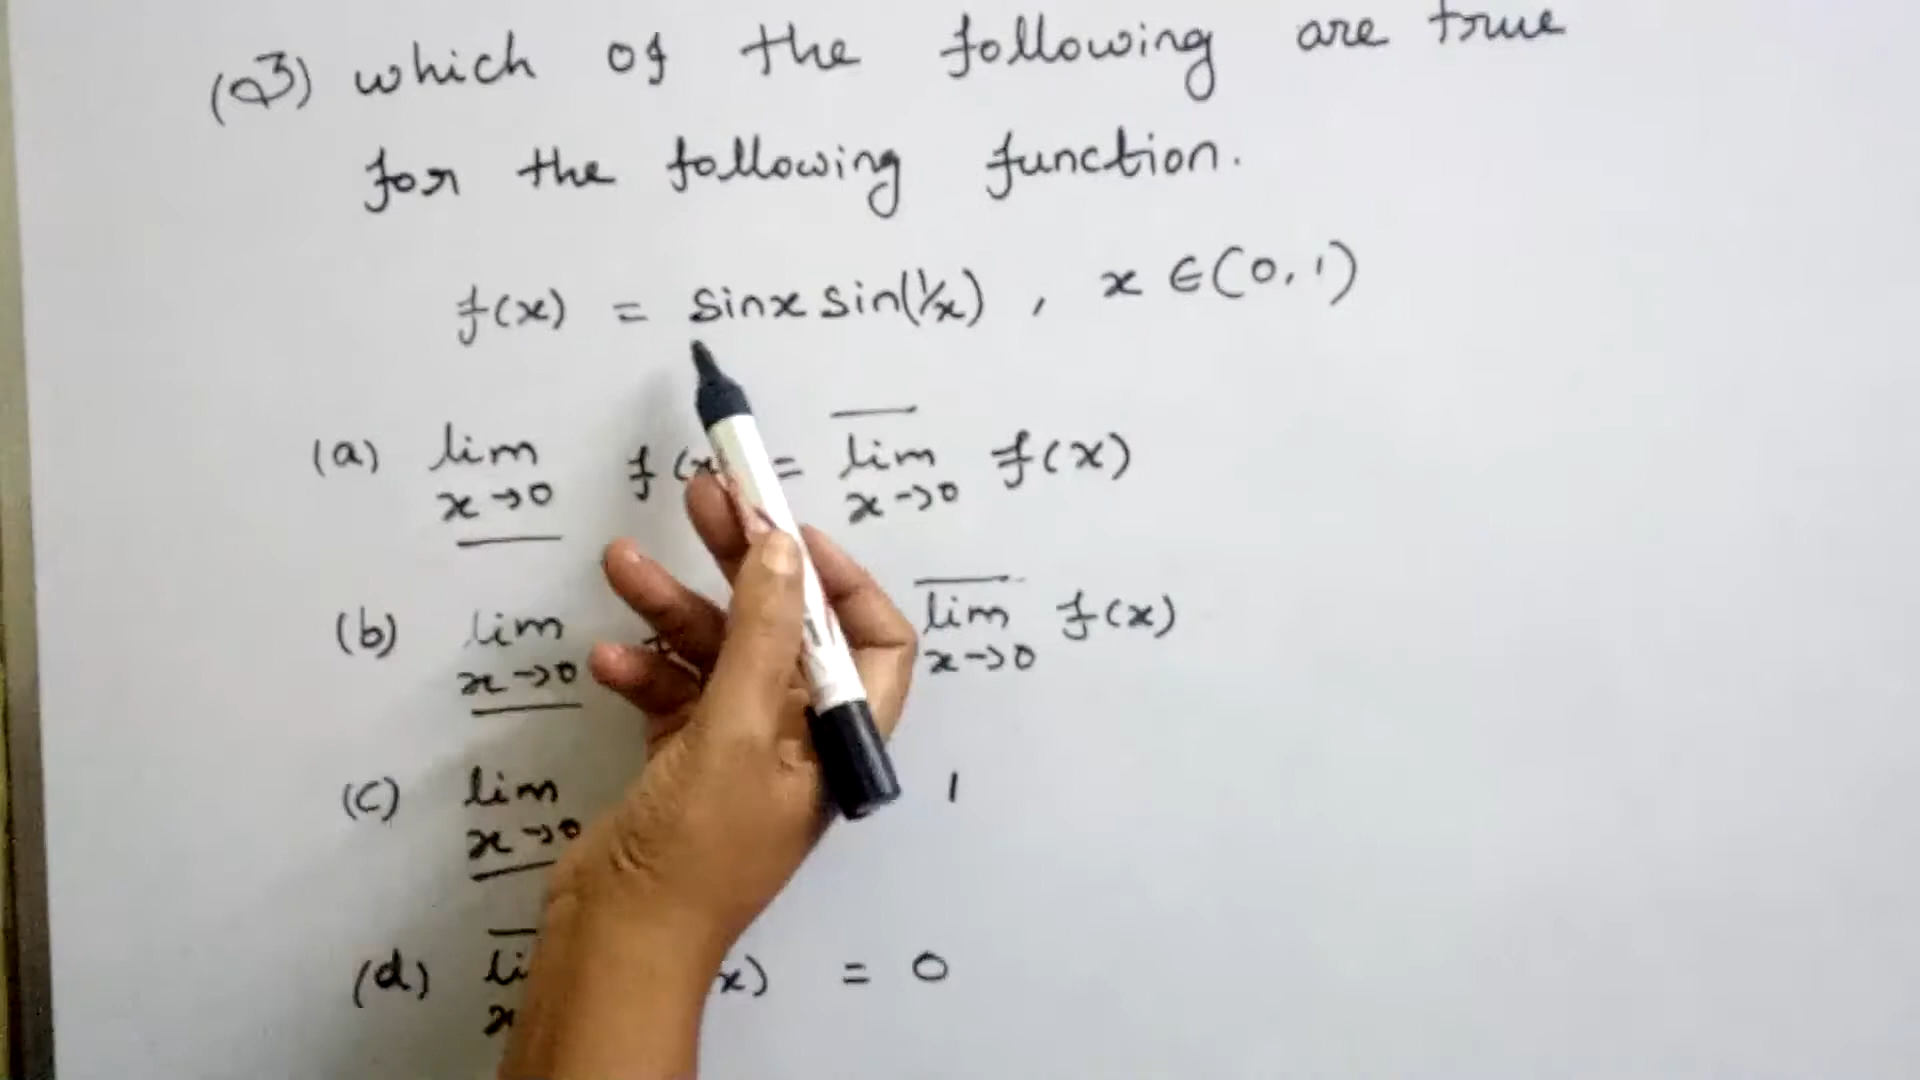 (Q3) which of the following are true
for the following function.
f(x) = sinx sin(1/x) , x ∈ (0, 1)
(a) lim x→0 f(x) = lim x→0 f(x)
(b) lim x→0 lim x→0 f(x)
(c) lim x→0 1
(d) x) = 0